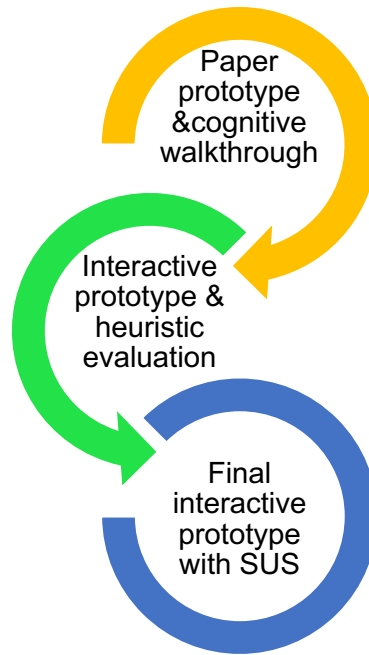 Paper
prototype
&cognitive
walkthrough
Interactive
prototype &
heuristic
evaluation
Final
interactive
prototype
with SUS